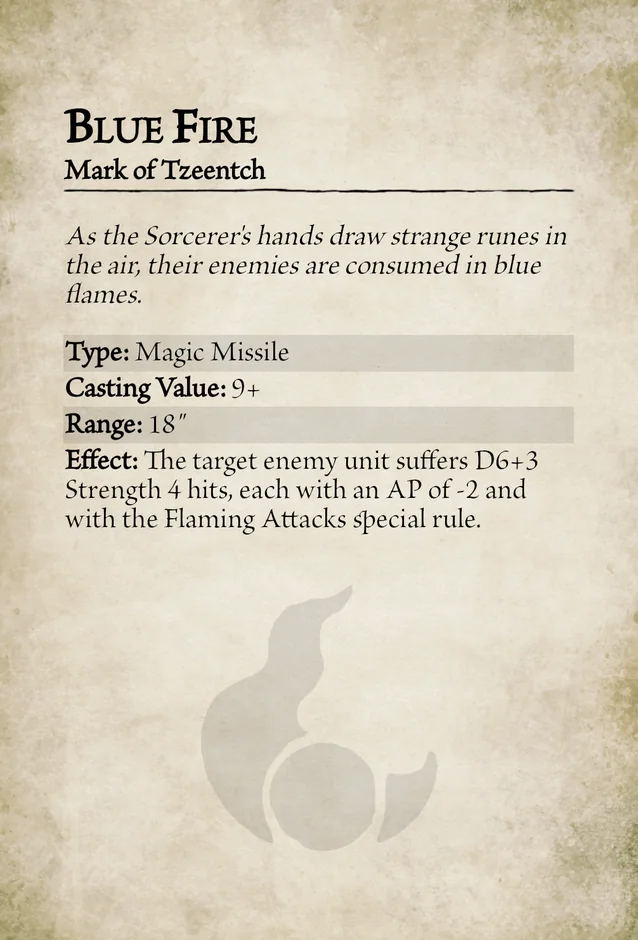 Blue Fire
Mark of Tzeentch
As the Sorcerer's hands draw strange runes in
the air, their enemies are consumed in blue
flames.
Type: Magic Missile
Casting Value: 9+
Range: 18"
Effect: The target enemy unit suffers D6+3
Strength 4 hits, each with an AP of -2 and
with the Flaming Attacks special rule.